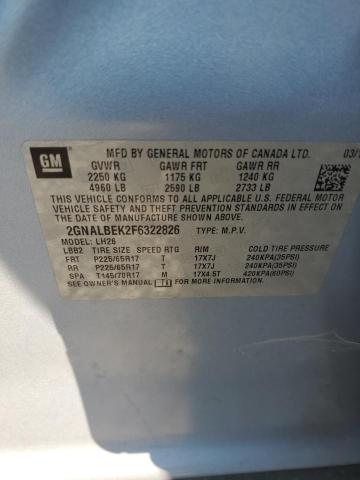 GM
MFD BY GENERAL MOTORS OF CANADA LTD. 03/1
GVWR GAWR FRT GAWR RR
2250 KG 1175 KG 1240 KG
4960 LB 2590 LB 2733 LB
THIS VEHICLE CONFORMS TO ALL APPLICABLE U.S. FEDERAL MOTOR
VEHICLE SAFETY, BUMPER, AND THEFT PREVENTION STANDARDS IN EFFECT
ON THE DATE OF MANUFACTURE SHOWN ABOVE.
2GNALBEK2F6322826 TYPE: M.P.V.
MODEL: LH26
LBB2 TIRE SIZE SPEED RTG RIM COLD TIRE PRESSURE
FRT P225/65R17 T 17X7J 240KPA(35PSI)
RR P225/65R17 T 17X7J 240KPA(35PSI)
SPA T145/70R17 M 17X4.5T 420KPA(60PSI)
SEE OWNER'S MANUAL FOR MORE INFORMATION.